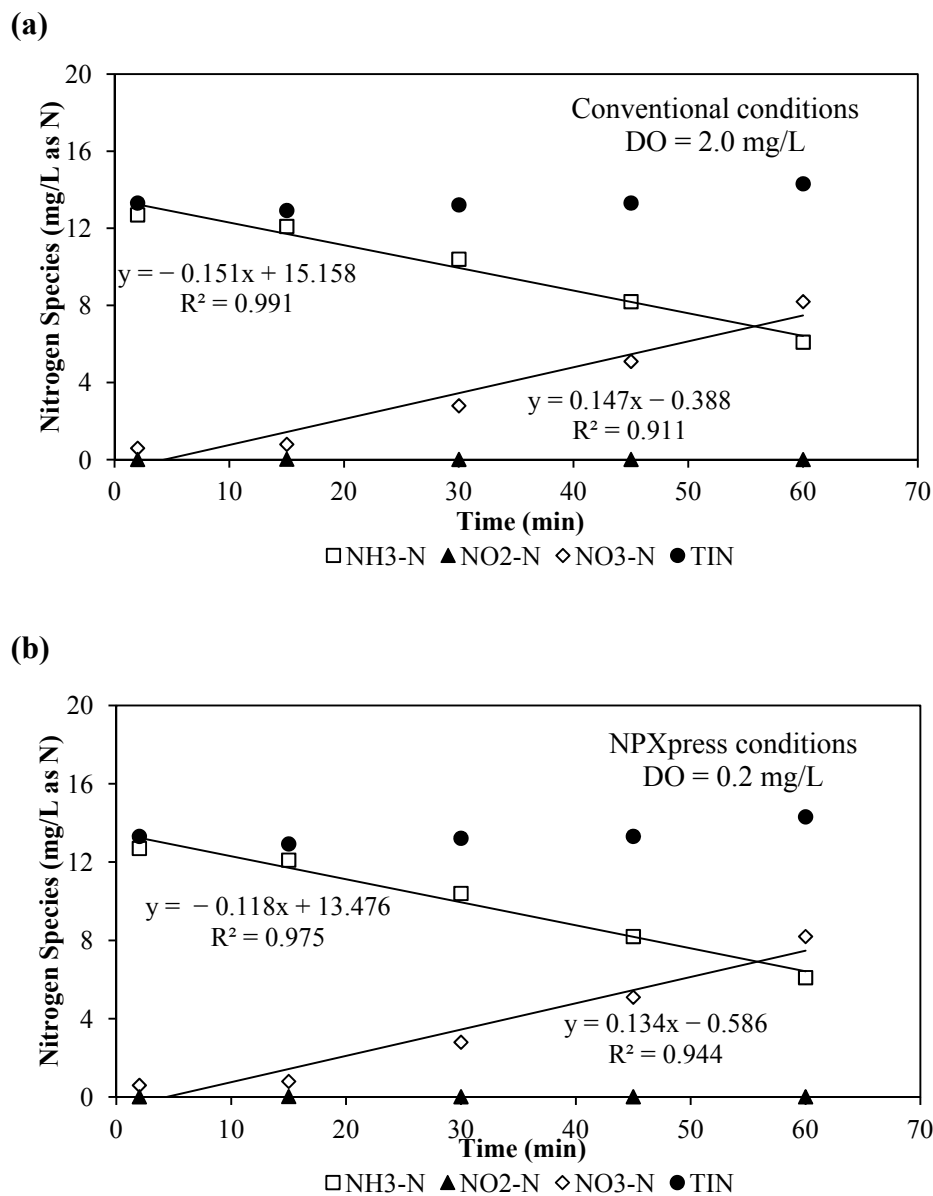 (a)
20
16
12
8
4
0
Nitrogen Species (mg/L as N)
Conventional conditions
DO = 2.0 mg/L
y = − 0.151x + 15.158
R² = 0.991
y = 0.147x − 0.388
R² = 0.911
0 10 20 30 40 50 60 70
Time (min)
NH3-N NO2-N NO3-N TIN
(b)
20
16
12
8
4
0
Nitrogen Species (mg/L as N)
NPXpress conditions
DO = 0.2 mg/L
y = − 0.118x + 13.476
R² = 0.975
y = 0.134x − 0.586
R² = 0.944
0 10 20 30 40 50 60 70
Time (min)
NH3-N NO2-N NO3-N TIN